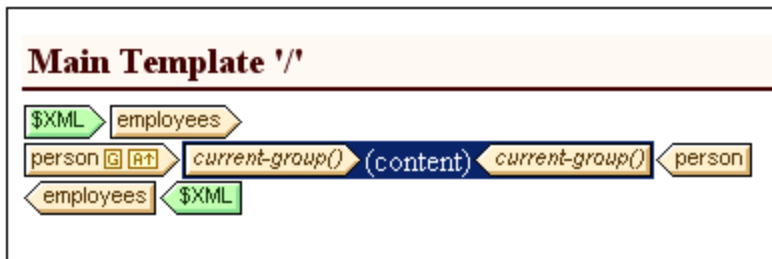 Main Template '/'
$XML employees
person G A↑ current-group() (content) current-group() person
employees $XML